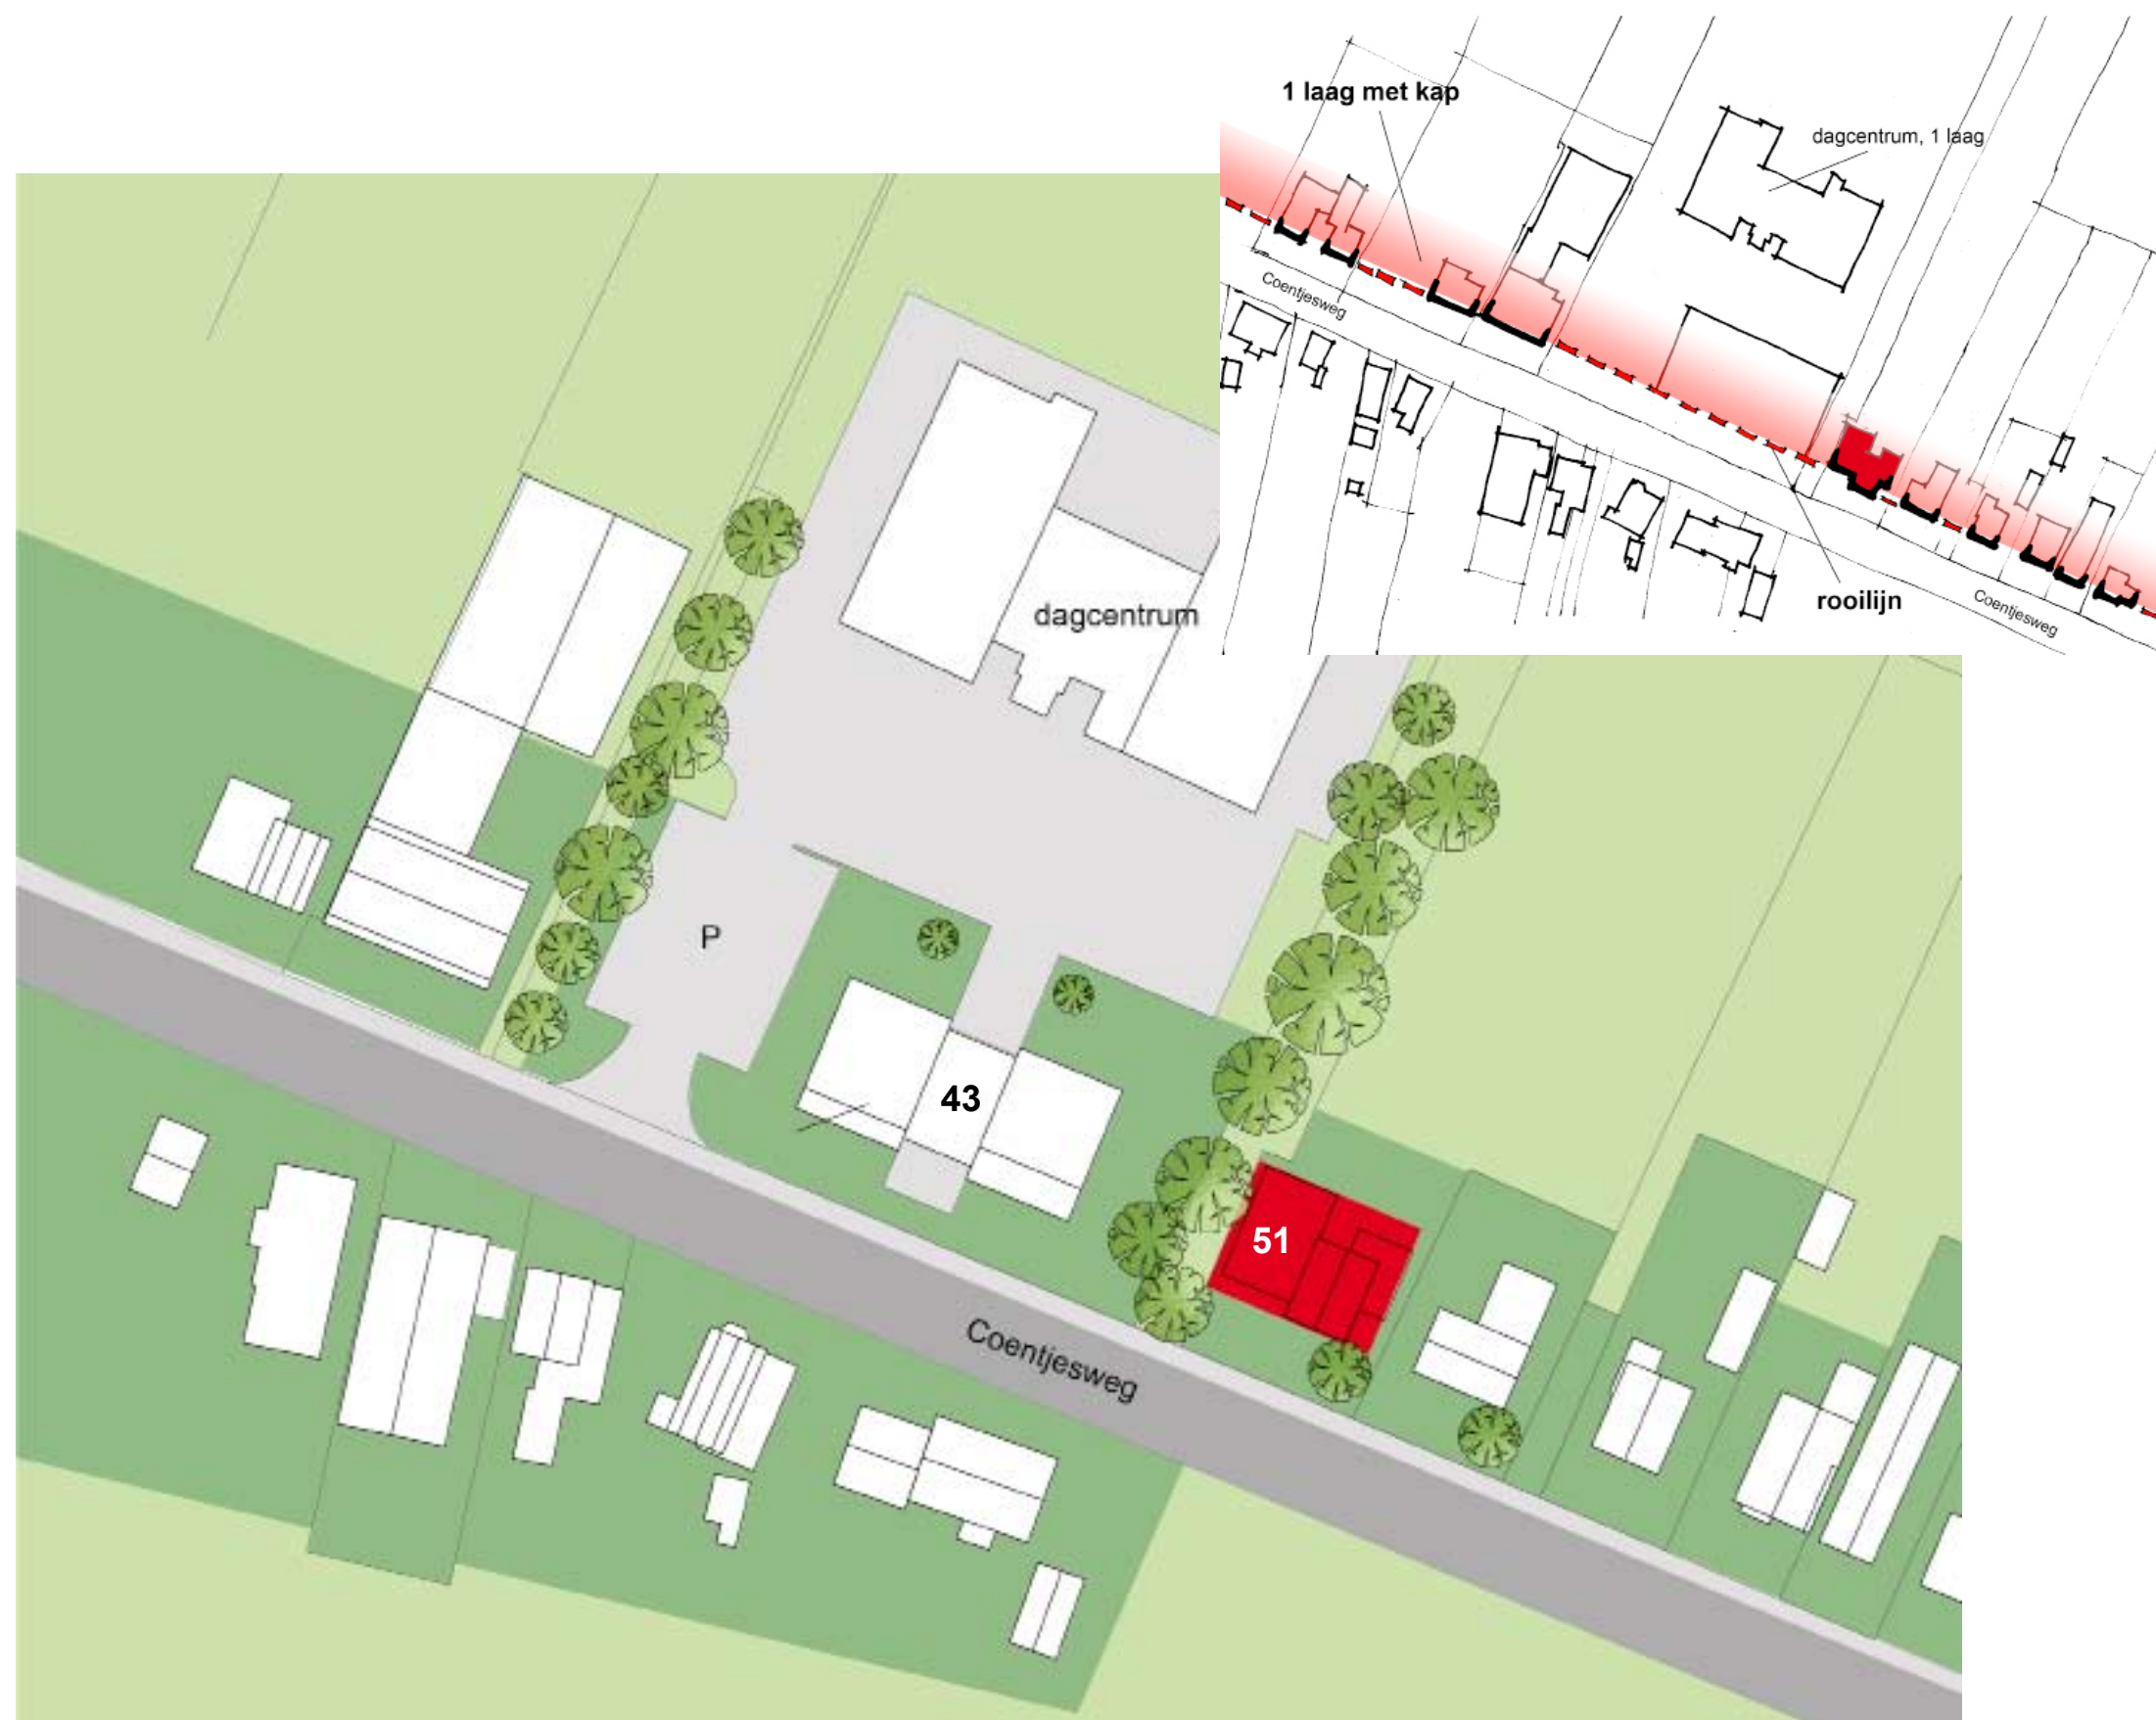 1 laag met kap
dagcentrum, 1 laag
Coentjesweg
rooilijn
Coentjesweg
dagcentrum
P
43
51
Coentjesweg